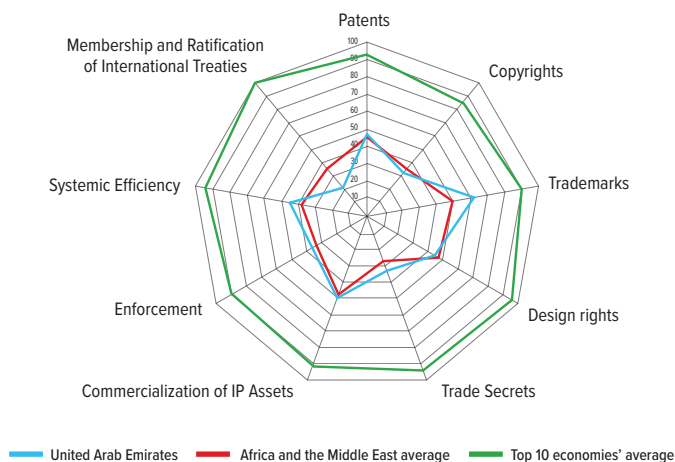 Patents
Membership and Ratification
of International Treaties
Copyrights
100
90
80
70
60
50
40
30
20
10
Systemic Efficiency
Trademarks
Enforcement
Design rights
Commercialization of IP Assets
Trade Secrets
United Arab Emirates
Africa and the Middle East average
Top 10 economies’ average